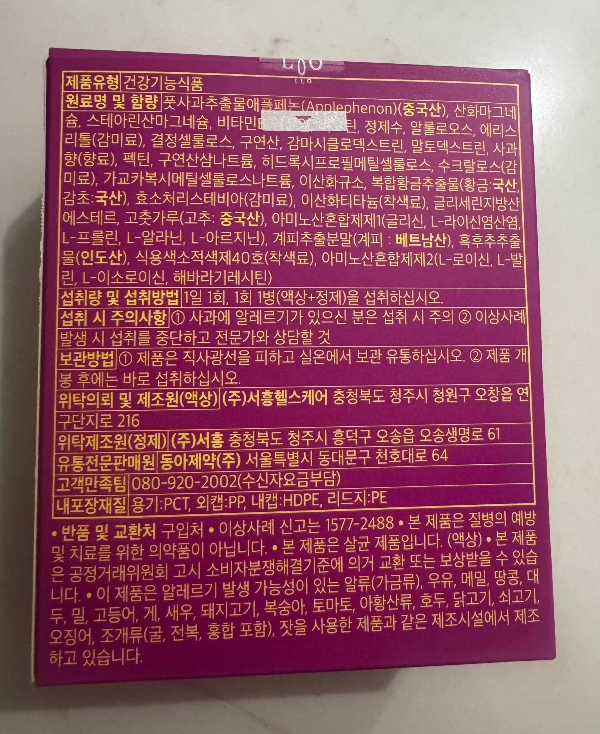 제품유형 건강기능식품
원료명 및 함량 풋사과추출물애플페논(Applephenon)(중국산), 산화마그네
슘, 스테아린산마그네슘, 비타민 틴, 정제수, 알룰로오스, 에리스
리톨(감미료), 결정셀룰로스, 구연산, 감마시클로덱스트린, 말토덱스트린, 사과
향(향료), 펙틴, 구연산삼나트륨, 히드록시프로필메틸셀룰로스, 수크랄로스(감
미료), 가교카복시메틸셀룰로스나트륨, 이산화규소, 복합황금추출물(황금:국산,
감초:국산), 효소처리스테비아(감미료), 이산화티타늄(착색료), 글리세린지방산
에스테르, 고춧가루(고추: 중국산), 아미노산혼합제제1(글리신, L-라이신염산염,
L-프롤린, L-알라닌, L-아르지닌), 계피추출분말(계피 : 베트남산), 흑후추추출
물(인도산), 식용색소적색제40호(착색료), 아미노산혼합제제2(L-로이신, L-발
린, L-이소로이신, 해바라기레시틴)
섭취량 및 섭취방법 1일 1회, 1회 1병(액상+정제)을 섭취하십시오.
섭취 시 주의사항 ① 사과에 알레르기가 있으신 분은 섭취 시 주의 ② 이상사례
발생 시 섭취를 중단하고 전문가와 상담할 것
보관방법 ① 제품은 직사광선을 피하고 실온에서 보관 유통하십시오. ② 제품 개
봉 후에는 바로 섭취하십시오.
위탁의뢰 및 제조원(액상) (주)서흥헬스케어 충청북도 청주시 청원구 오창읍 연
구단지로 216
위탁제조원(정제) (주)서흥 충청북도 청주시 흥덕구 오송읍 오송생명로 61
유통전문판매원 동아제약(주) 서울특별시 동대문구 천호대로 64
고객만족팀 080-920-2002(수신자요금부담)
내포장재질 용기:PCT, 외캡:PP, 내캡:HDPE, 리드지:PE
• 반품 및 교환처 구입처 • 이상사례 신고는 1577-2488 • 본 제품은 질병의 예방
및 치료를 위한 의약품이 아닙니다. • 본 제품은 살균 제품입니다. (액상) • 본 제품
은 공정거래위원회 고시 소비자분쟁해결기준에 의거 교환 또는 보상받을 수 있습
니다. • 이 제품은 알레르기 발생 가능성이 있는 알류(가금류), 우유, 메밀, 땅콩, 대
두, 밀, 고등어, 게, 새우, 돼지고기, 복숭아, 토마토, 아황산류, 호두, 닭고기, 쇠고기,
오징어, 조개류(굴, 전복, 홍합 포함), 잣을 사용한 제품과 같은 제조시설에서 제조
하고 있습니다.